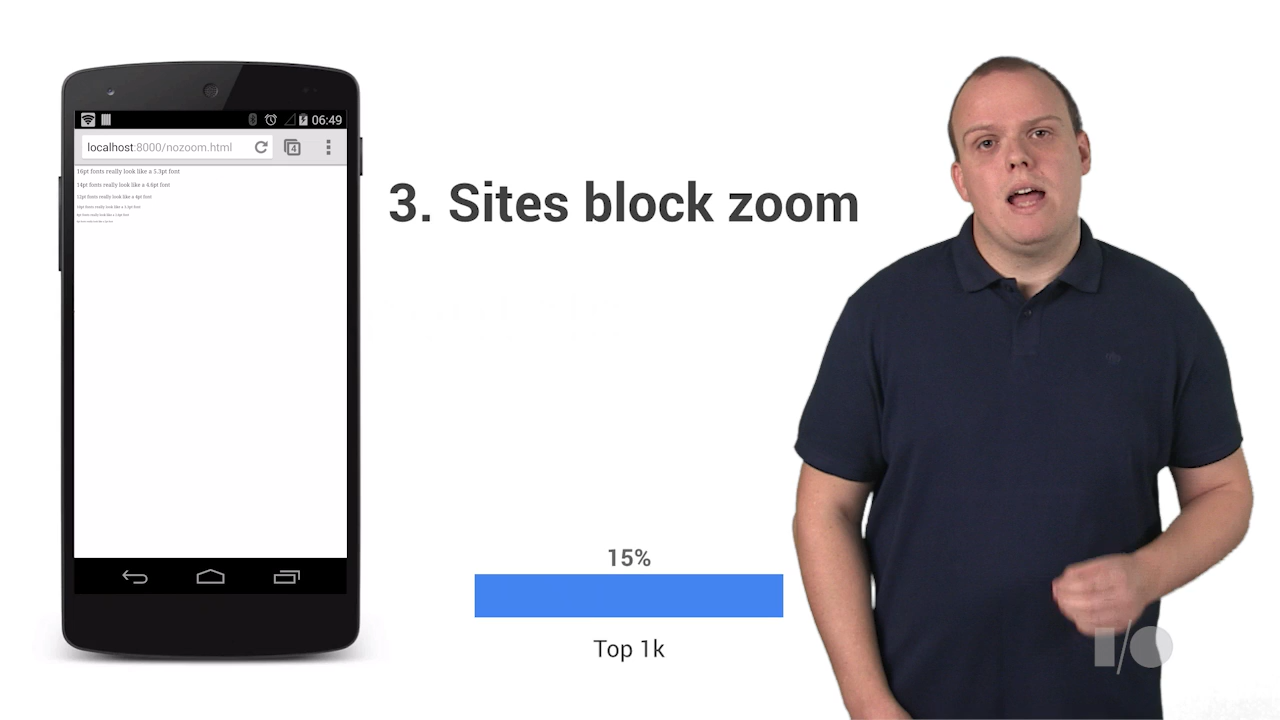 06:49
localhost:8000/nozoom.html
4
16pt fonts really look like a 5.3pt font
14pt fonts really look like a 4.6pt font
12pt fonts really look like a 4pt font
3. Sites block zoom
15%
Top 1k
I/O